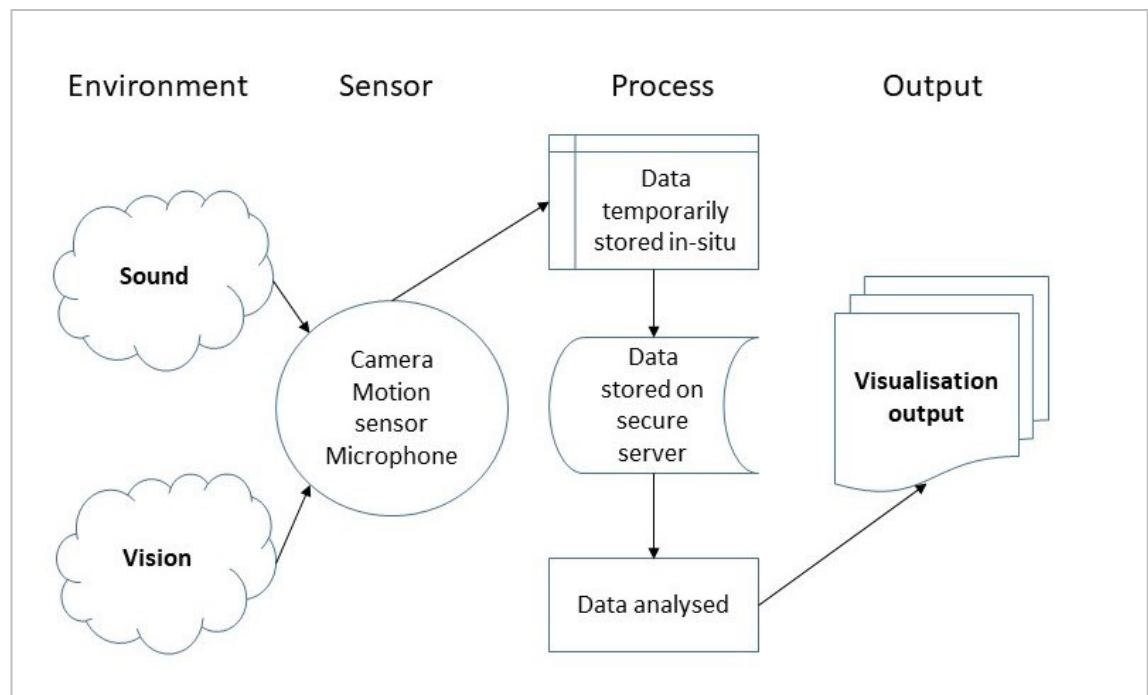 Environment
Sensor
Process
Output
Sound
Vision
Camera
Motion
sensor
Microphone
Data
temporarily
stored in-situ
Data
stored on
secure
server
Data analysed
Visualisation
output